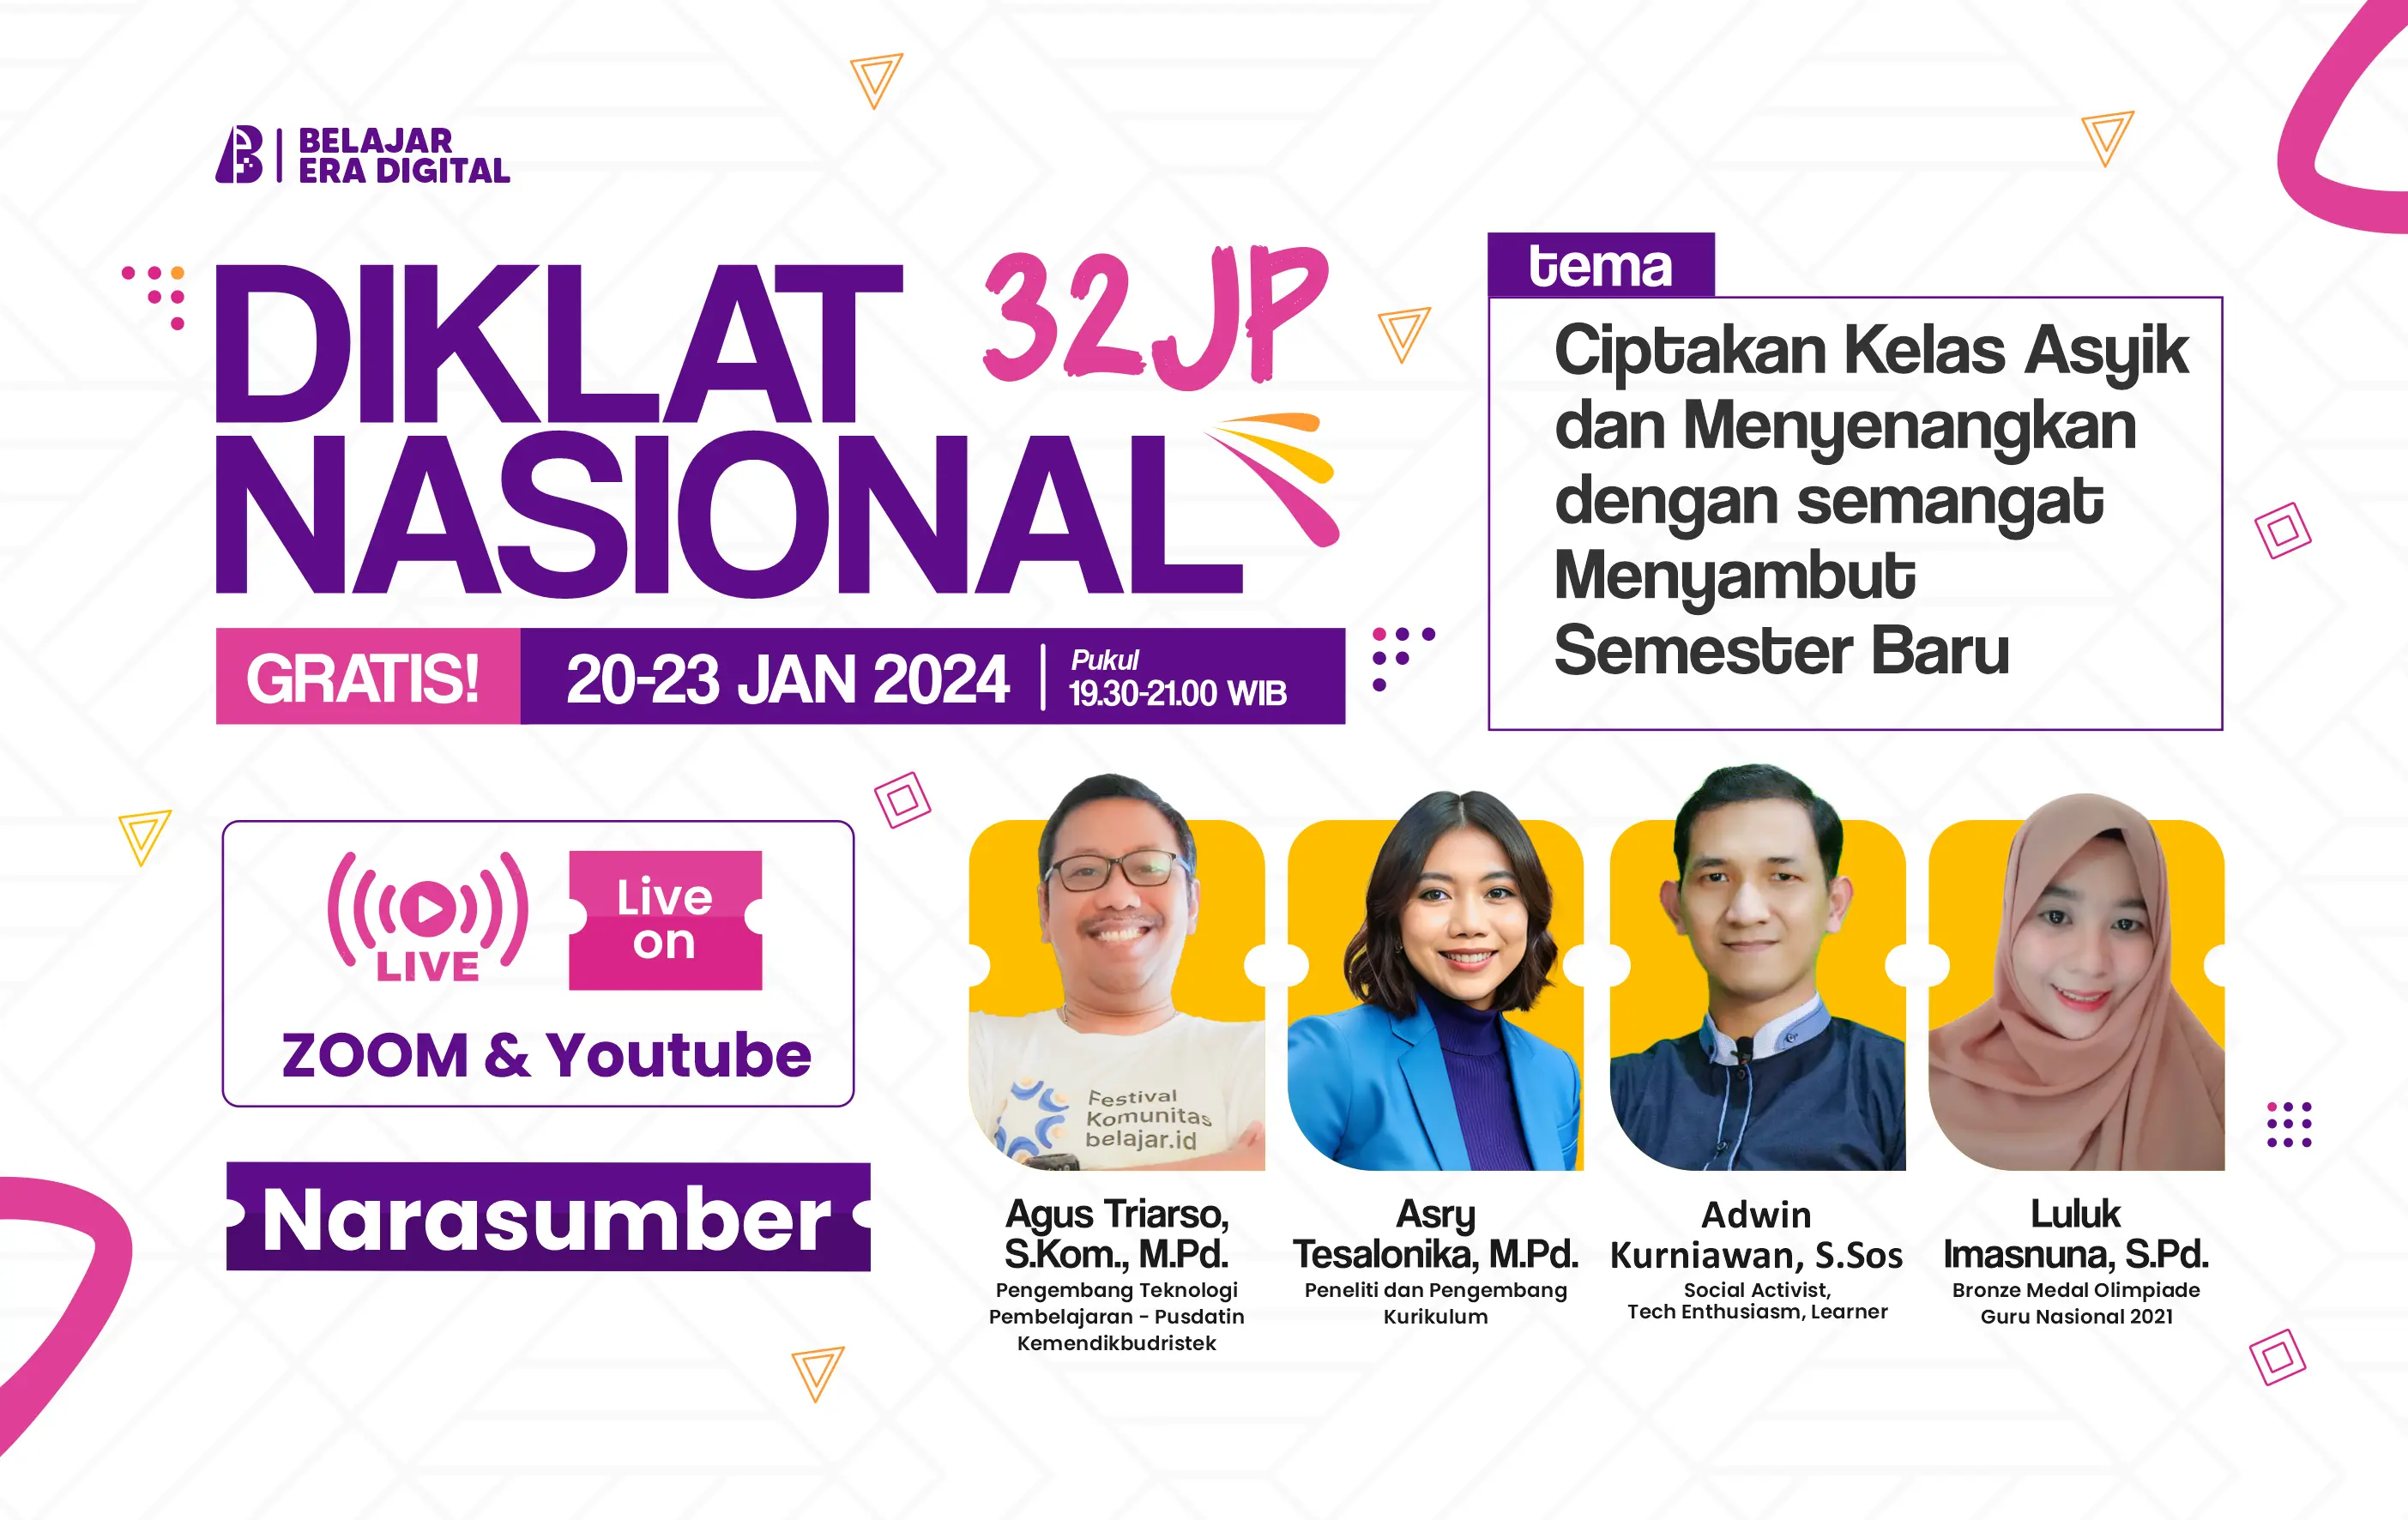 BELAJAR
ERA DIGITAL
DIKLAT
NASIONAL
32JP
GRATIS!
20-23 JAN 2024
Pukul
19.30-21.00 WIB
tema
Ciptakan Kelas Asyik
dan Menyenangkan
dengan semangat
Menyambut
Semester Baru
LIVE
Live
on
ZOOM & Youtube
Narasumber
Festival
Komunitas
belajar.id
Agus Triarso,
S.Kom., M.Pd.
Pengembang Teknologi
Pembelajaran - Pusdatin
Kemendikbudristek
Asry
Tesalonika, M.Pd.
Peneliti dan Pengembang
Kurikulum
Adwin
Kurniawan, S.Sos
Social Activist,
Tech Enthusiasm, Learner
Luluk
Imasnuna, S.Pd.
Bronze Medal Olimpiade
Guru Nasional 2021